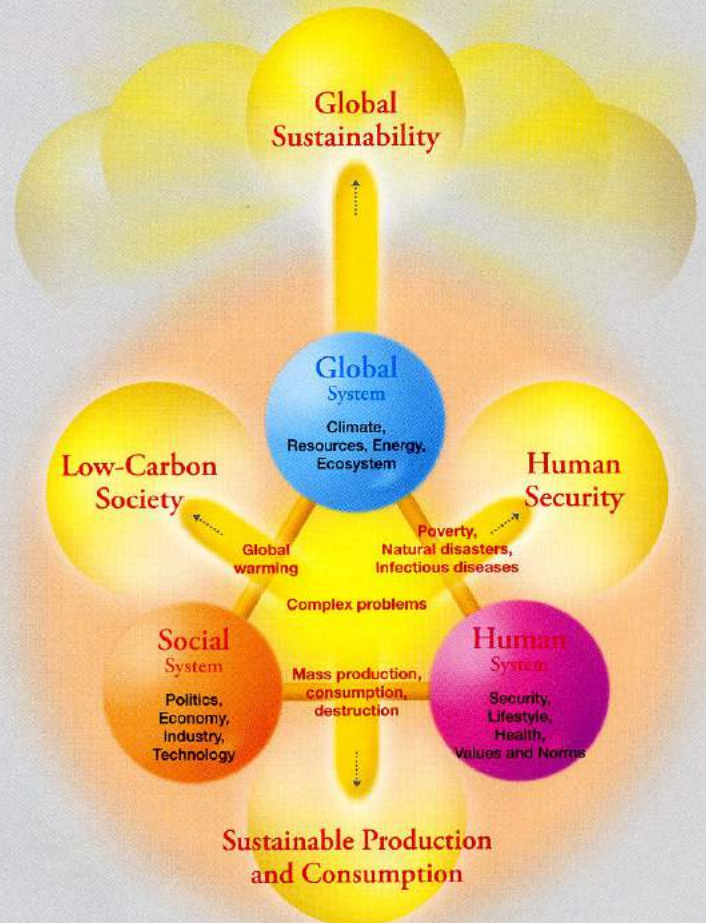 Global
Sustainability
Global
System
Climate,
Resources, Energy,
Ecosystem
Low-Carbon
Society
Human
Security
Global
warming
Poverty,
Natural disasters,
Infectious diseases
Complex problems
Social
System
Politics,
Economy,
Industry,
Technology
Mass production,
consumption,
destruction
Human
System
Security,
Lifestyle,
Health,
Values and Norms
Sustainable Production
and Consumption